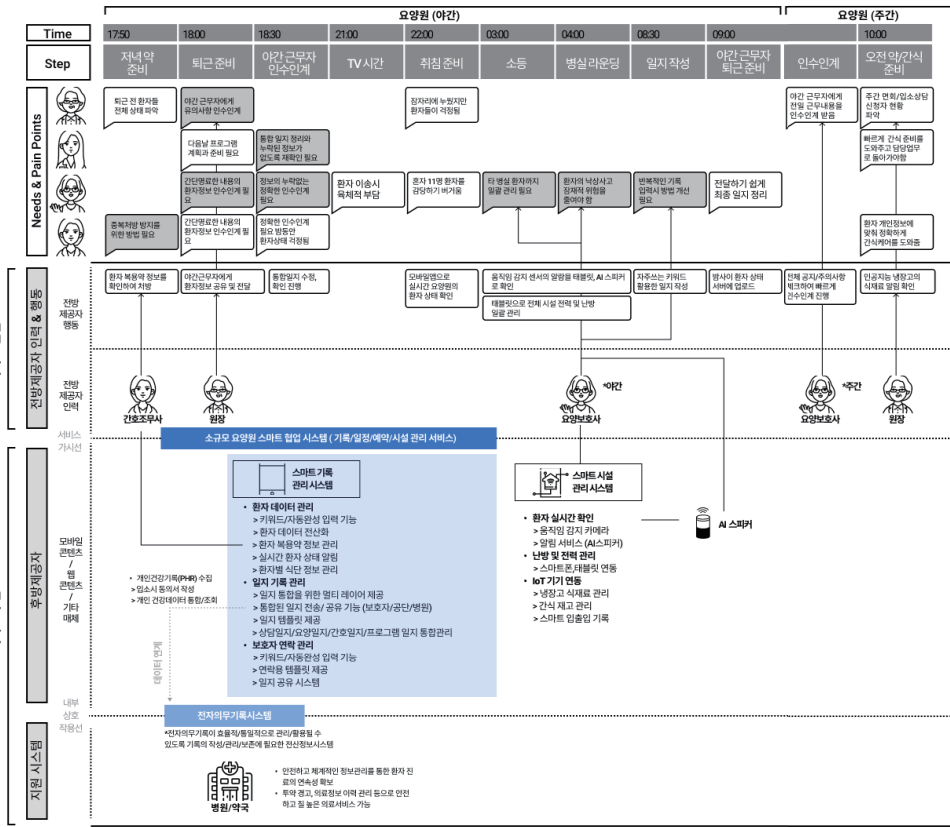 요양원 (야간)
요양원 (주간)
Time
17:50
18:00
18:30
21:00
22:00
03:00
04:00
08:30
09:00
10:00
Step
저녁 약
준비
퇴근 준비
야간 근무자
인수인계
TV 시간
취침 준비
소등
병실 라운딩
일지 작성
야간 근무자
퇴근 준비
인수인계
오전 약/간식
준비
Needs & Pain Points
퇴근 전 환자들
전체 상태 파악
야간 근무자에게
유의사항 인수인계
잠자리에 누웠지만
환자들이 걱정됨
야간 근무자에게
전일 근무내용을
인수인계 받음
주간 면회/입소상담
신청자 현황
파악
다음날 프로그램
계획과 준비 필요
통합 일지 정리와
누락된 정보가
없도록 재확인 필요
빠르게 간식 준비를
도와주고 담당업무
로 돌아가야함
간단명료한 내용의
환자정보 인수인계 필
요
정보의 누락없는
정확한 인수인계
필요
환자 이송시
육체적 부담
환자 11명 환자를
감당하기 버거움
타 병실 환자까지
일괄 관리 필요
환자의 낙상사고
잠재적 위험을
줄여야 함
반복적인 기록
입력시 방법 개선
필요
전달하기 쉽게
최종 일지 정리
중복처방 방지를
위한 방법 필요
간단명료한 내용의
환자정보 인수인계 필
요
정확한 인수인계
필요 방동안
환자상태 걱정됨
환자 개인정보에
맞춰 정확하게
간식케어를 도와줌
전방제공자 인력 & 행동
전방
제공자
행동
환자 복용약 정보를
확인하여 처방
야간근무자에게
환자정보 공유 및 전달
통합일지 수정,
확인 진행
모바일앱으로
실시간 요양원의
환자 상태 확인
움직임 감지 센서의 알람을 태블릿, AI 스피커
로 확인
태블릿으로 전체 시설 전력 및 난방
일괄 관리
자주쓰는 키워드
활용한 일지 작성
밤사이 환자 상태
서버에 업로드
전체 공지/주의사항
체크하여 빠르게
인수인계 진행
인공지능 냉장고의
식재료 알림 확인
전방
제공자
인력
간호조무사
원장
*야간
요양보호사
*주간
요양보호사
원장
서비스
가시선
소규모 요양원 스마트 협업 시스템 ( 기록/일정/예약/시설 관리 서비스)
후방제공자
모바일
콘텐츠
/
웹
콘텐츠
/
기타
매체
스마트 기록
관리 시스템
• 환자 데이터 관리
> 키워드/자동완성 입력 기능
> 환자 데이터 전산화
> 환자 복용약 정보 관리
> 실시간 환자 상태 알림
> 환자별 식단 정보 관리
• 일지 기록 관리
> 일지 통합을 위한 멀티 레이어 제공
> 통합된 일지 전송/ 공유 기능 (보호자/공단/병원)
> 일지 템플릿 제공
> 상담일지/요양일지/간호일지/프로그램 일지 통합관리
• 보호자 연락 관리
> 키워드/자동완성 입력 기능
> 연락용 템플릿 제공
> 일지 공유 시스템
• 개인건강기록(PHR) 수집
> 입소시 동의서 작성
> 개인 건강데이터 통합/조회
데이터 연계
스마트 시설
관리 시스템
• 환자 실시간 확인
> 움직임 감지 카메라
> 알림 서비스 (AI스피커)
• 난방 및 전력 관리
> 스마트폰,태블릿 연동
• IoT 기기 연동
> 냉장고 식재료 관리
> 간식 재고 관리
> 스마트 입출입 기록
AI 스피커
내부
상호
작용선
전자의무기록시스템
*전자의무기록이 효율적/통일적으로 관리/활용될 수
있도록 기록의 작성/관리/보존에 필요한 전산정보시스템
지원 시스템
병원/약국
• 안전하고 체계적인 정보관리를 통한 환자 진
료의 연속성 확보
• 투약 경고, 의료정보 이력 관리 등으로 안전
하고 질 높은 의료서비스 가능